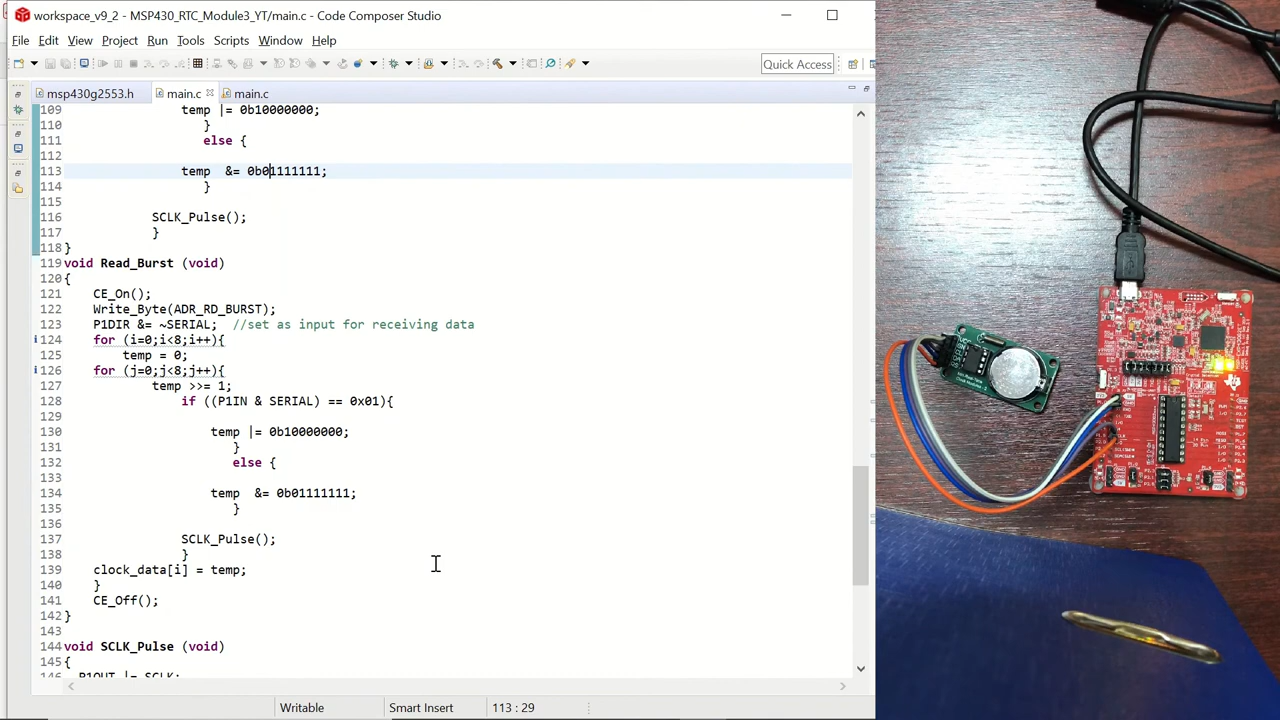 workspace_v9_2 - MSP430_RTC_Module3_YT/main.c - Code Composer Studio
File Edit View Project Run Tools Scripts Window Help
Quick Access
msp430g2553.h main.c main.c
109 temp |= 0b10000000;
110 }
111 else {
112
113 temp &= 0b01111111;
114 }
115
116 SCLK_Pulse();
117 }
118 }
119 void Read_Burst (void)
120 {
121 CE_On();
122 Write_Byte(ADR_RD_BURST);
123 P1DIR &= ~SERIAL; //set as input for receiving data
124 for (i=0;i<8;i++){
125 temp = 0;
126 for (j=0;j<8;j++){
127 temp >>= 1;
128 if ((P1IN & SERIAL) == 0x01){
129
130 temp |= 0b10000000;
131 }
132 else {
133
134 temp &= 0b01111111;
135 }
136
137 SCLK_Pulse();
138 }
139 clock_data[i] = temp;
140 }
141 CE_Off();
142 }
143
144 void SCLK_Pulse (void)
145 {
146 P1OUT |= SCLK;
Writable Smart Insert 113 : 29